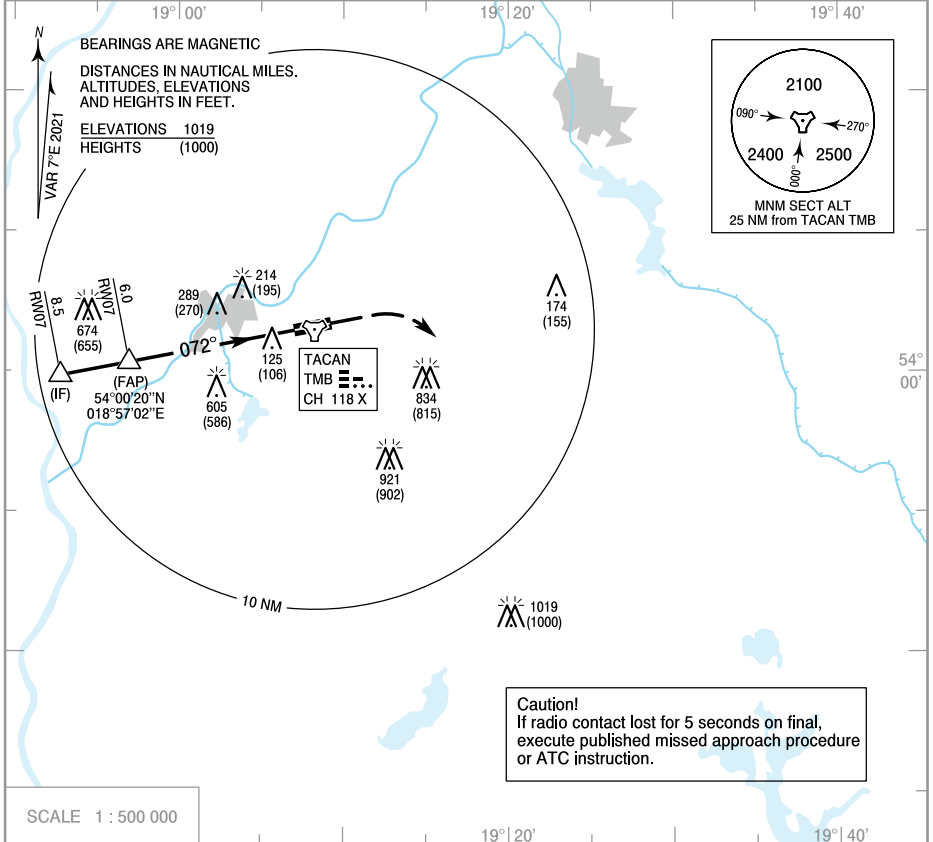 19° 00'
19° 20'
19° 40'
N
VAR 7°E 2021
BEARINGS ARE MAGNETIC
DISTANCES IN NAUTICAL MILES.
ALTITUDES, ELEVATIONS
AND HEIGHTS IN FEET.
ELEVATIONS 1019
HEIGHTS (1000)
2100
090°
270°
2400
2500
000°
MNM SECT ALT
25 NM from TACAN TMB
214
(195)
289
(270)
174
(155)
8.5
RW07
674
(655)
6.0
RW07
072°
125
(106)
TACAN
TMB
CH 118 X
54°
00'
(IF)
(FAP)
54°00'20"N
018°57'02"E
605
(586)
834
(815)
921
(902)
10 NM
1019
(1000)
Caution!
If radio contact lost for 5 seconds on final,
execute published missed approach procedure
or ATC instruction.
SCALE 1 : 500 000
19° 20'
19° 40'